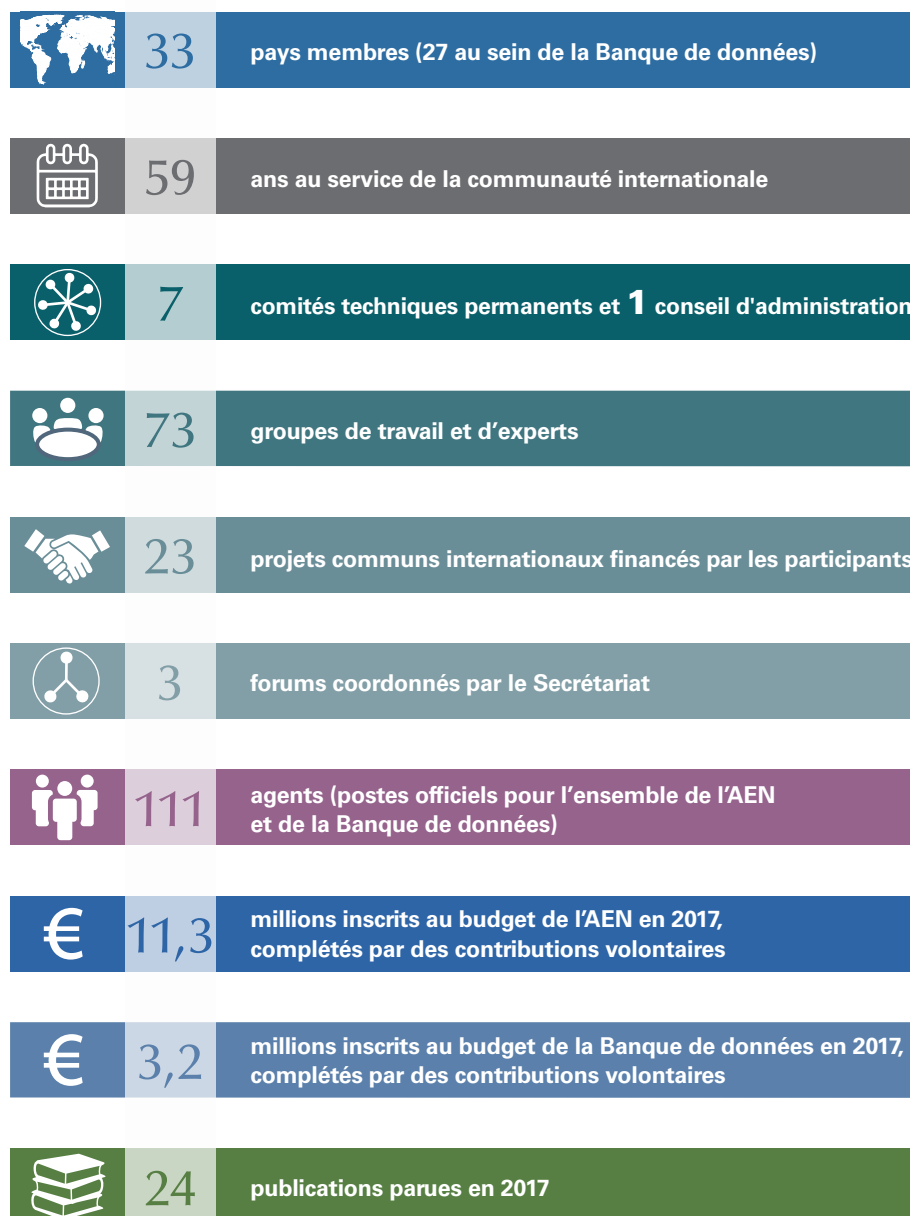 33 pays membres (27 au sein de la Banque de données)
59 ans au service de la communauté internationale
7 comités techniques permanents et 1 conseil d'administration
73 groupes de travail et d’experts
23 projets communs internationaux financés par les participants
3 forums coordonnés par le Secrétariat
111 agents (postes officiels pour l’ensemble de l’AEN
et de la Banque de données)
€ 11,3 millions inscrits au budget de l’AEN en 2017,
complétés par des contributions volontaires
€ 3,2 millions inscrits au budget de la Banque de données en 2017,
complétés par des contributions volontaires
24 publications parues en 2017